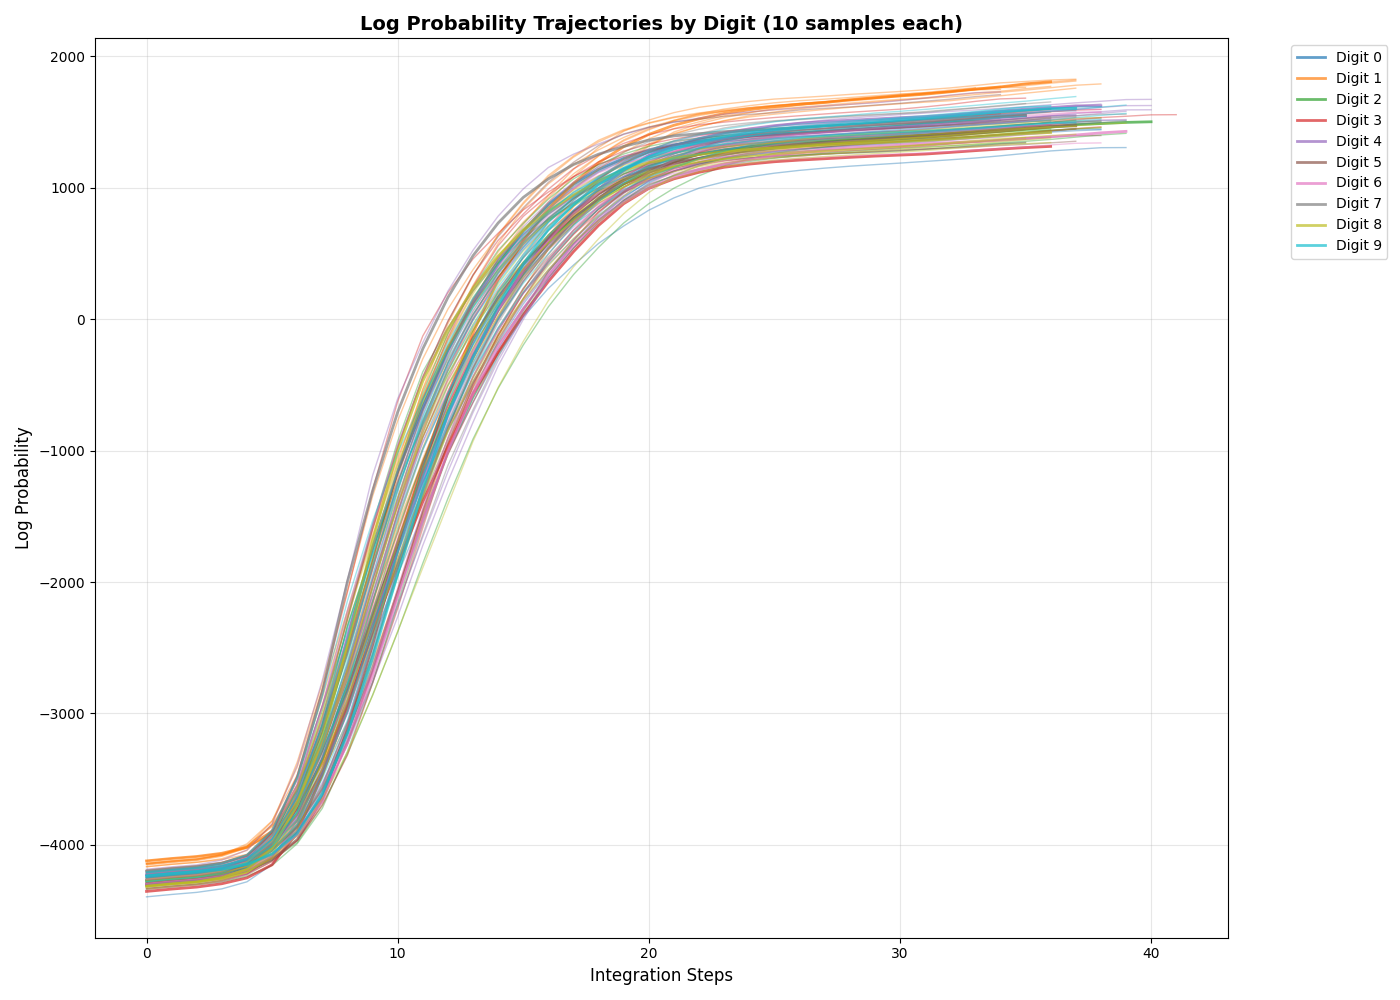 Log Probability Trajectories by Digit (10 samples each)
2000
1000
0
−1000
−2000
−3000
−4000
Log Probability
0
10
20
30
40
Integration Steps
Digit 0
Digit 1
Digit 2
Digit 3
Digit 4
Digit 5
Digit 6
Digit 7
Digit 8
Digit 9